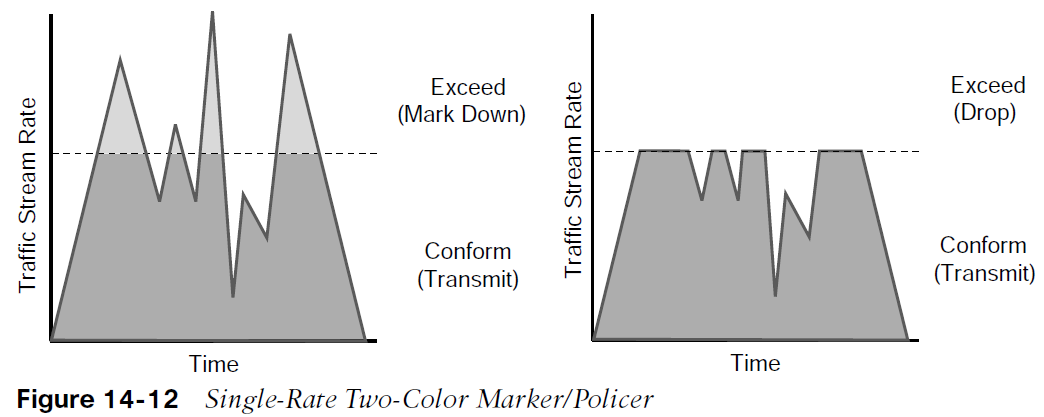 Traffic Stream Rate
Exceed
(Mark Down)
Conform
(Transmit)
Time
Traffic Stream Rate
Exceed
(Drop)
Conform
(Transmit)
Time
Figure 14-12 Single-Rate Two-Color Marker/Policer